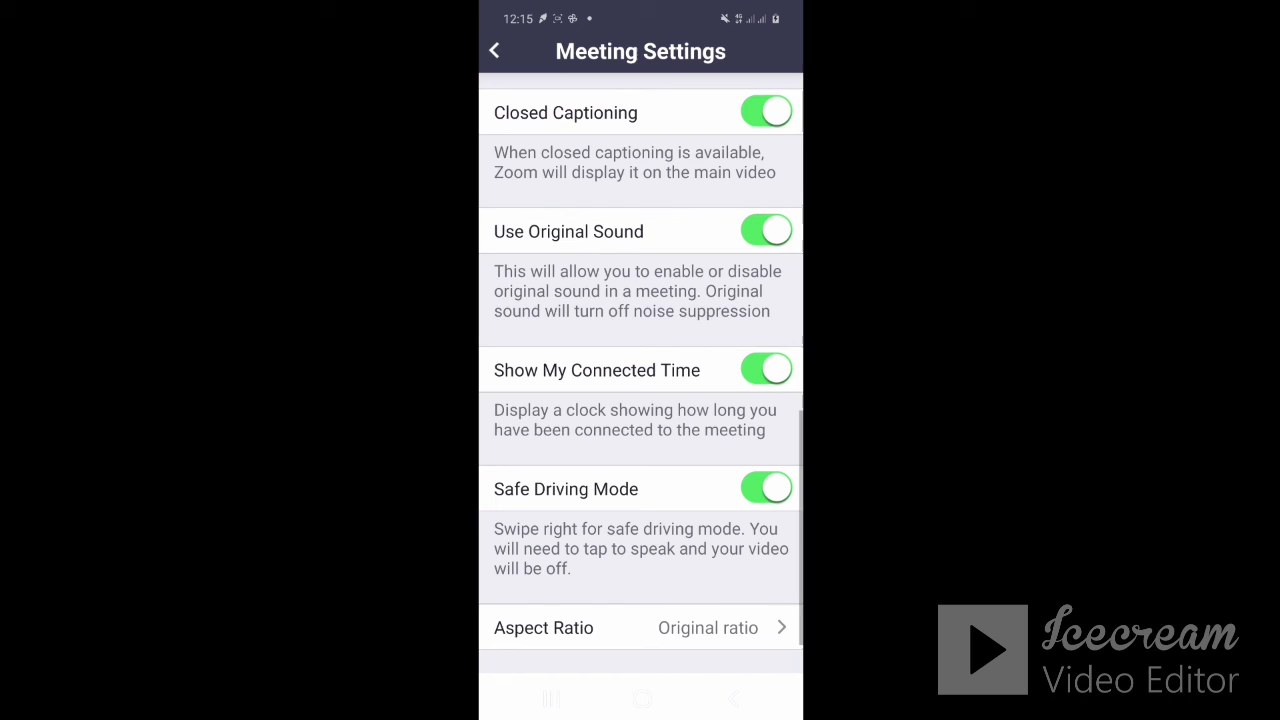 12:15
Meeting Settings
Closed Captioning
When closed captioning is available,
Zoom will display it on the main video
Use Original Sound
This will allow you to enable or disable
original sound in a meeting. Original
sound will turn off noise suppression
Show My Connected Time
Display a clock showing how long you
have been connected to the meeting
Safe Driving Mode
Swipe right for safe driving mode. You
will need to tap to speak and your video
will be off.
Aspect Ratio Original ratio
Icecream
Video Editor